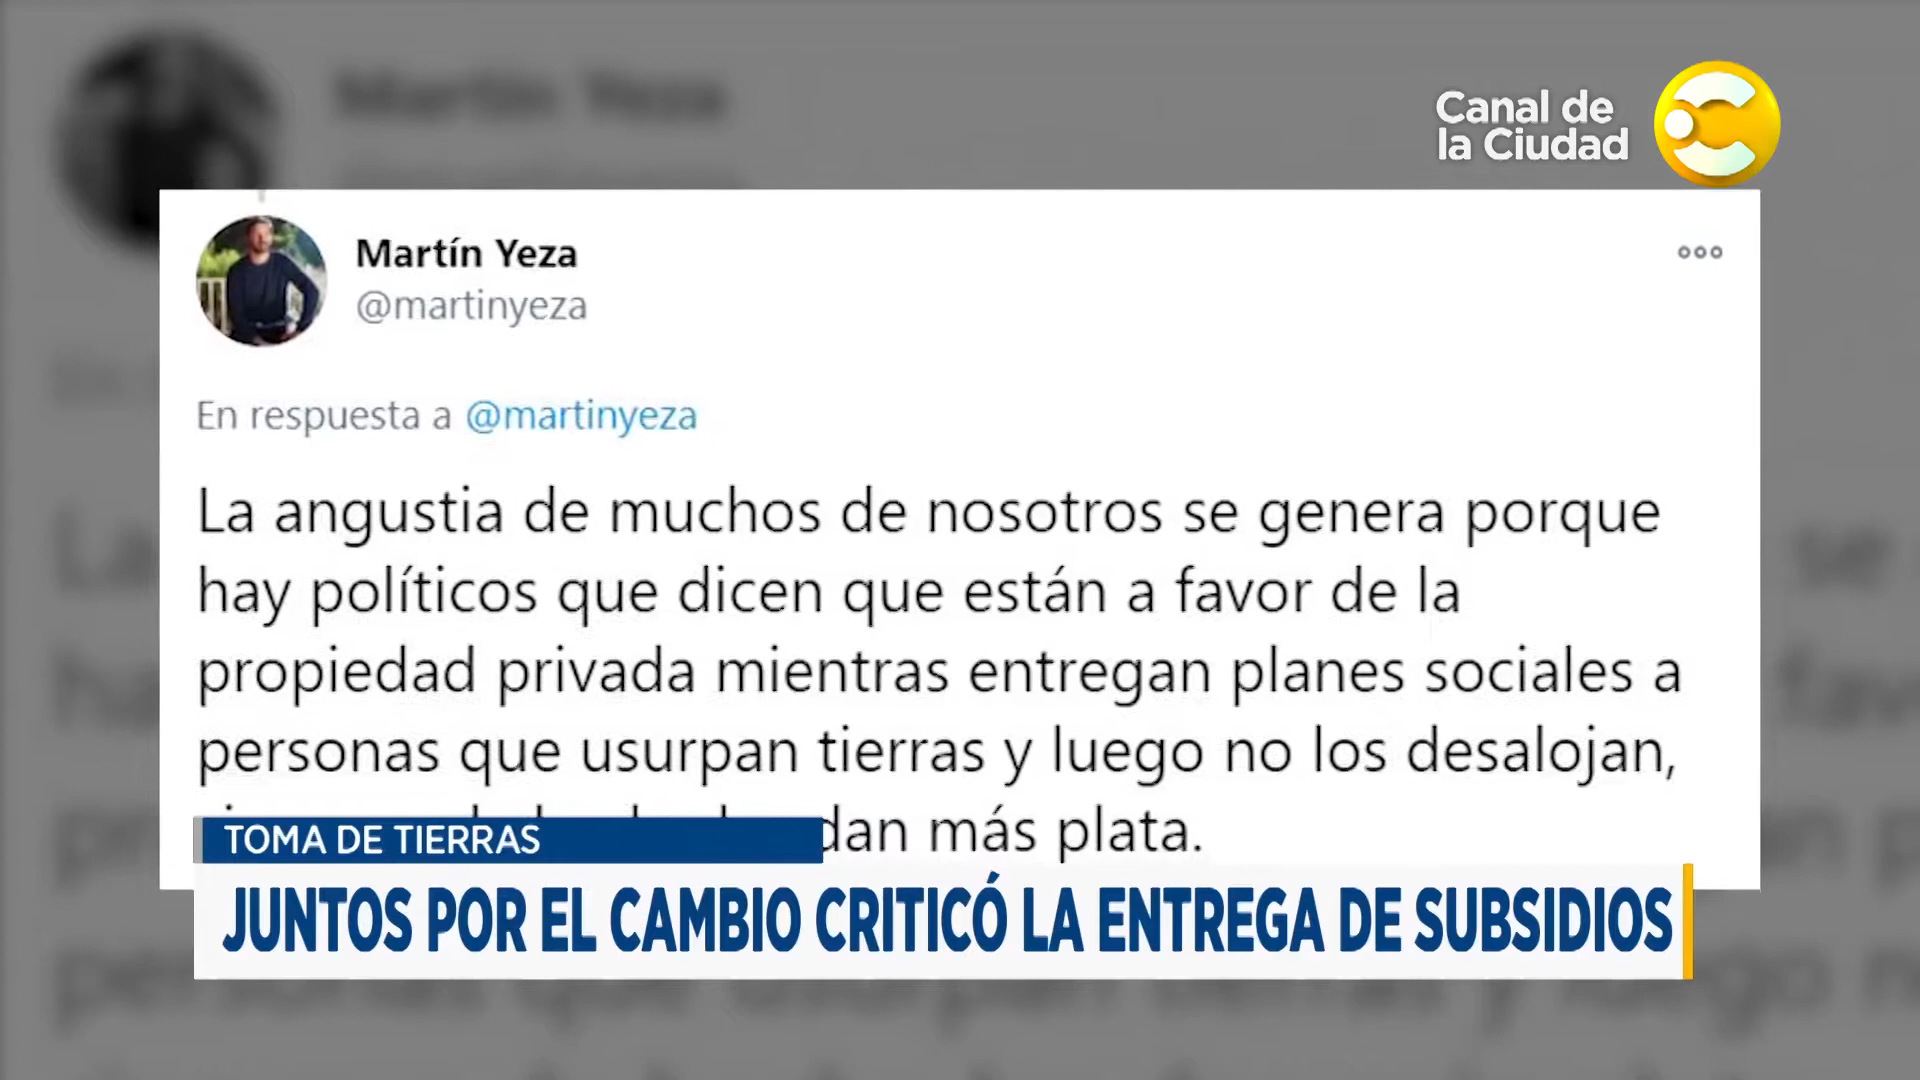 Canal de
la Ciudad
Martín Yeza
@martinyeza
En respuesta a @martinyeza
La angustia de muchos de nosotros se genera porque
hay políticos que dicen que están a favor de la
propiedad privada mientras entregan planes sociales a
personas que usurpan tierras y luego no los desalojan,
dan más plata.
TOMA DE TIERRAS
JUNTOS POR EL CAMBIO CRITICÓ LA ENTREGA DE SUBSIDIOS